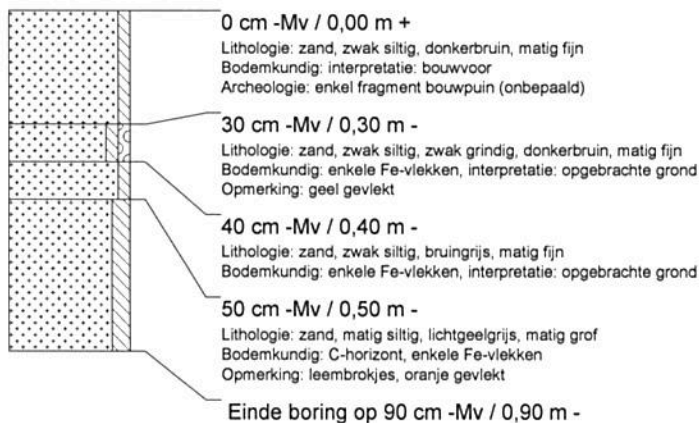 0 cm -Mv / 0,00 m +
Lithologie: zand, zwak siltig, donkerbruin, matig fijn
Bodemkundig: interpretatie: bouwvoor
Archeologie: enkel fragment bouwpuin (onbepaald)
30 cm -Mv / 0,30 m -
Lithologie: zand, zwak siltig, zwak grindig, donkerbruin, matig fijn
Bodemkundig: enkele Fe-vlekken, interpretatie: opgebrachte grond
Opmerking: geel gevlekt
40 cm -Mv / 0,40 m -
Lithologie: zand, zwak siltig, bruingrijs, matig fijn
Bodemkundig: enkele Fe-vlekken, interpretatie: opgebrachte grond
50 cm -Mv / 0,50 m -
Lithologie: zand, matig siltig, lichtgeelgrijs, matig grof
Bodemkundig: C-horizont, enkele Fe-vlekken
Opmerking: leembrokjes, oranje gevlekt
Einde boring op 90 cm -Mv / 0,90 m -